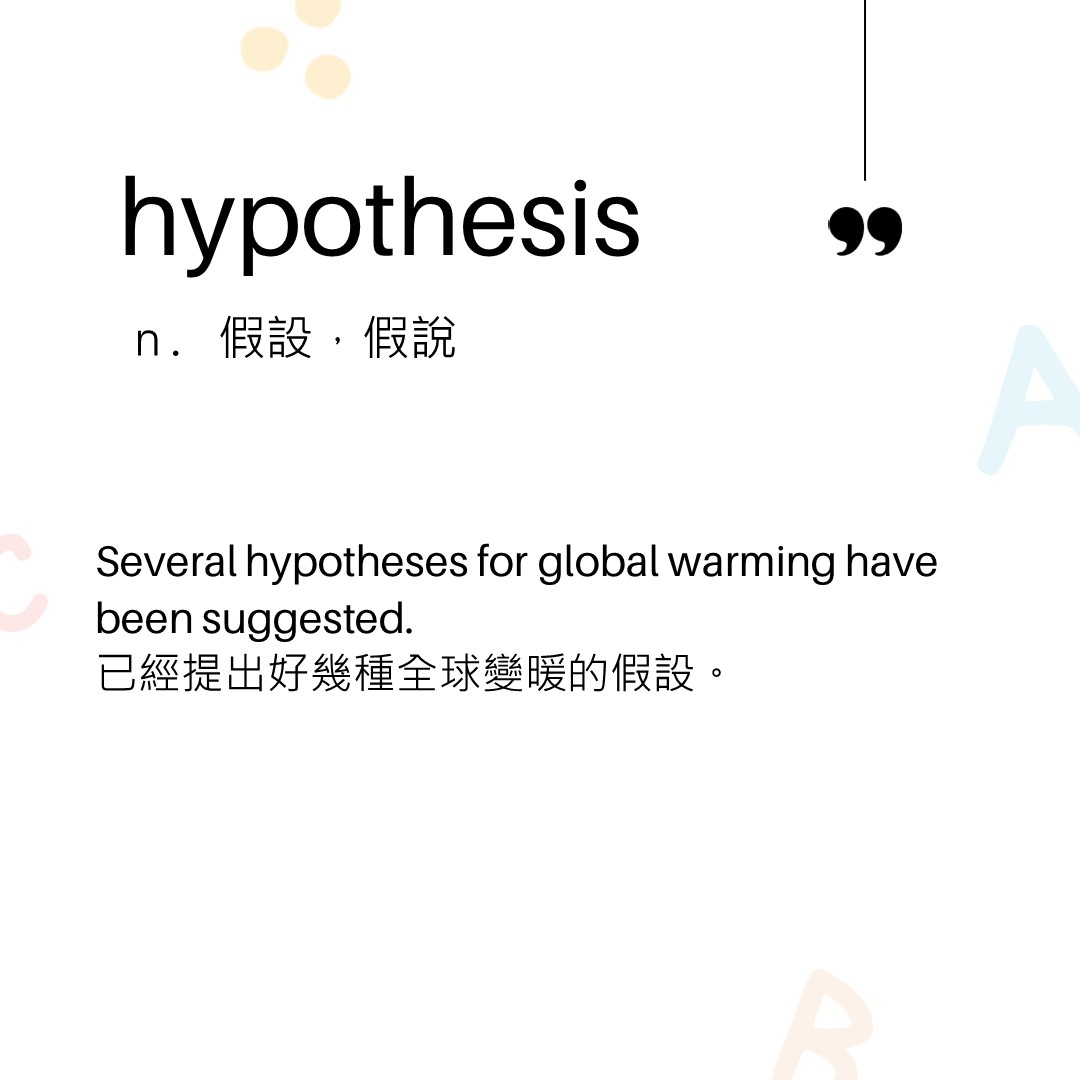 hypothesis
”
n. 假設，假說
A
C
Several hypotheses for global warming have
been suggested.
已經提出好幾種全球變暖的假設。
B